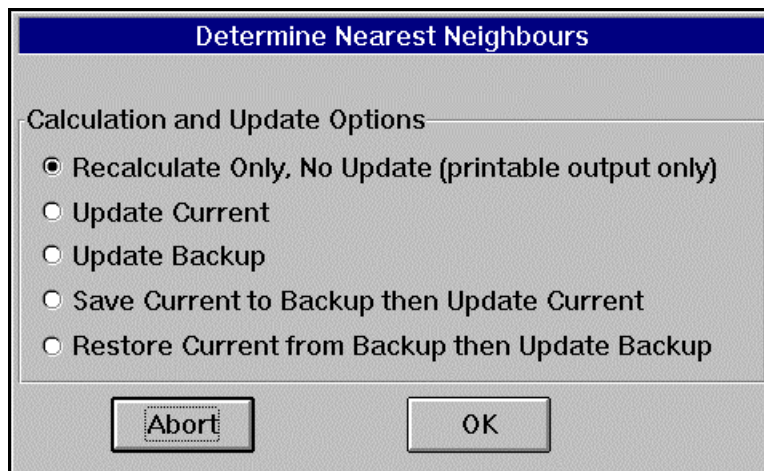 Determine Nearest Neighbours
Calculation and Update Options
Recalculate Only, No Update (printable output only)
Update Current
Update Backup
Save Current to Backup then Update Current
Restore Current from Backup then Update Backup
Abort
OK